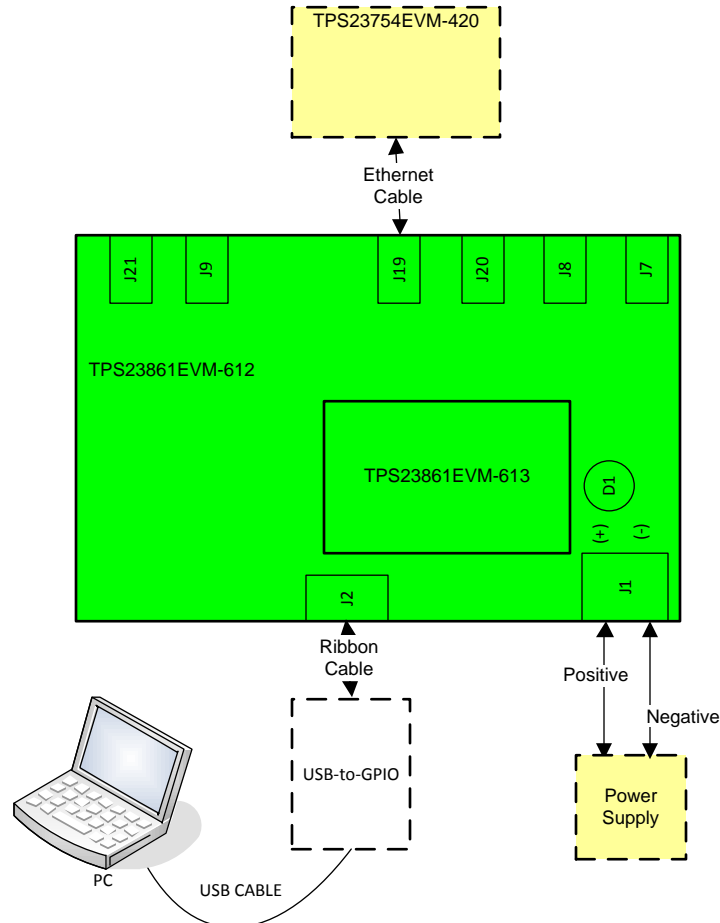 TPS23754EVM-420
Ethernet
Cable
J21
J9
J19
J20
J8
J7
TPS23861EVM-612
TPS23861EVM-613
D1
(+)
(-)
J2
J1
Ribbon
Cable
Positive
Negative
USB-to-GPIO
Power
Supply
PC
USB CABLE